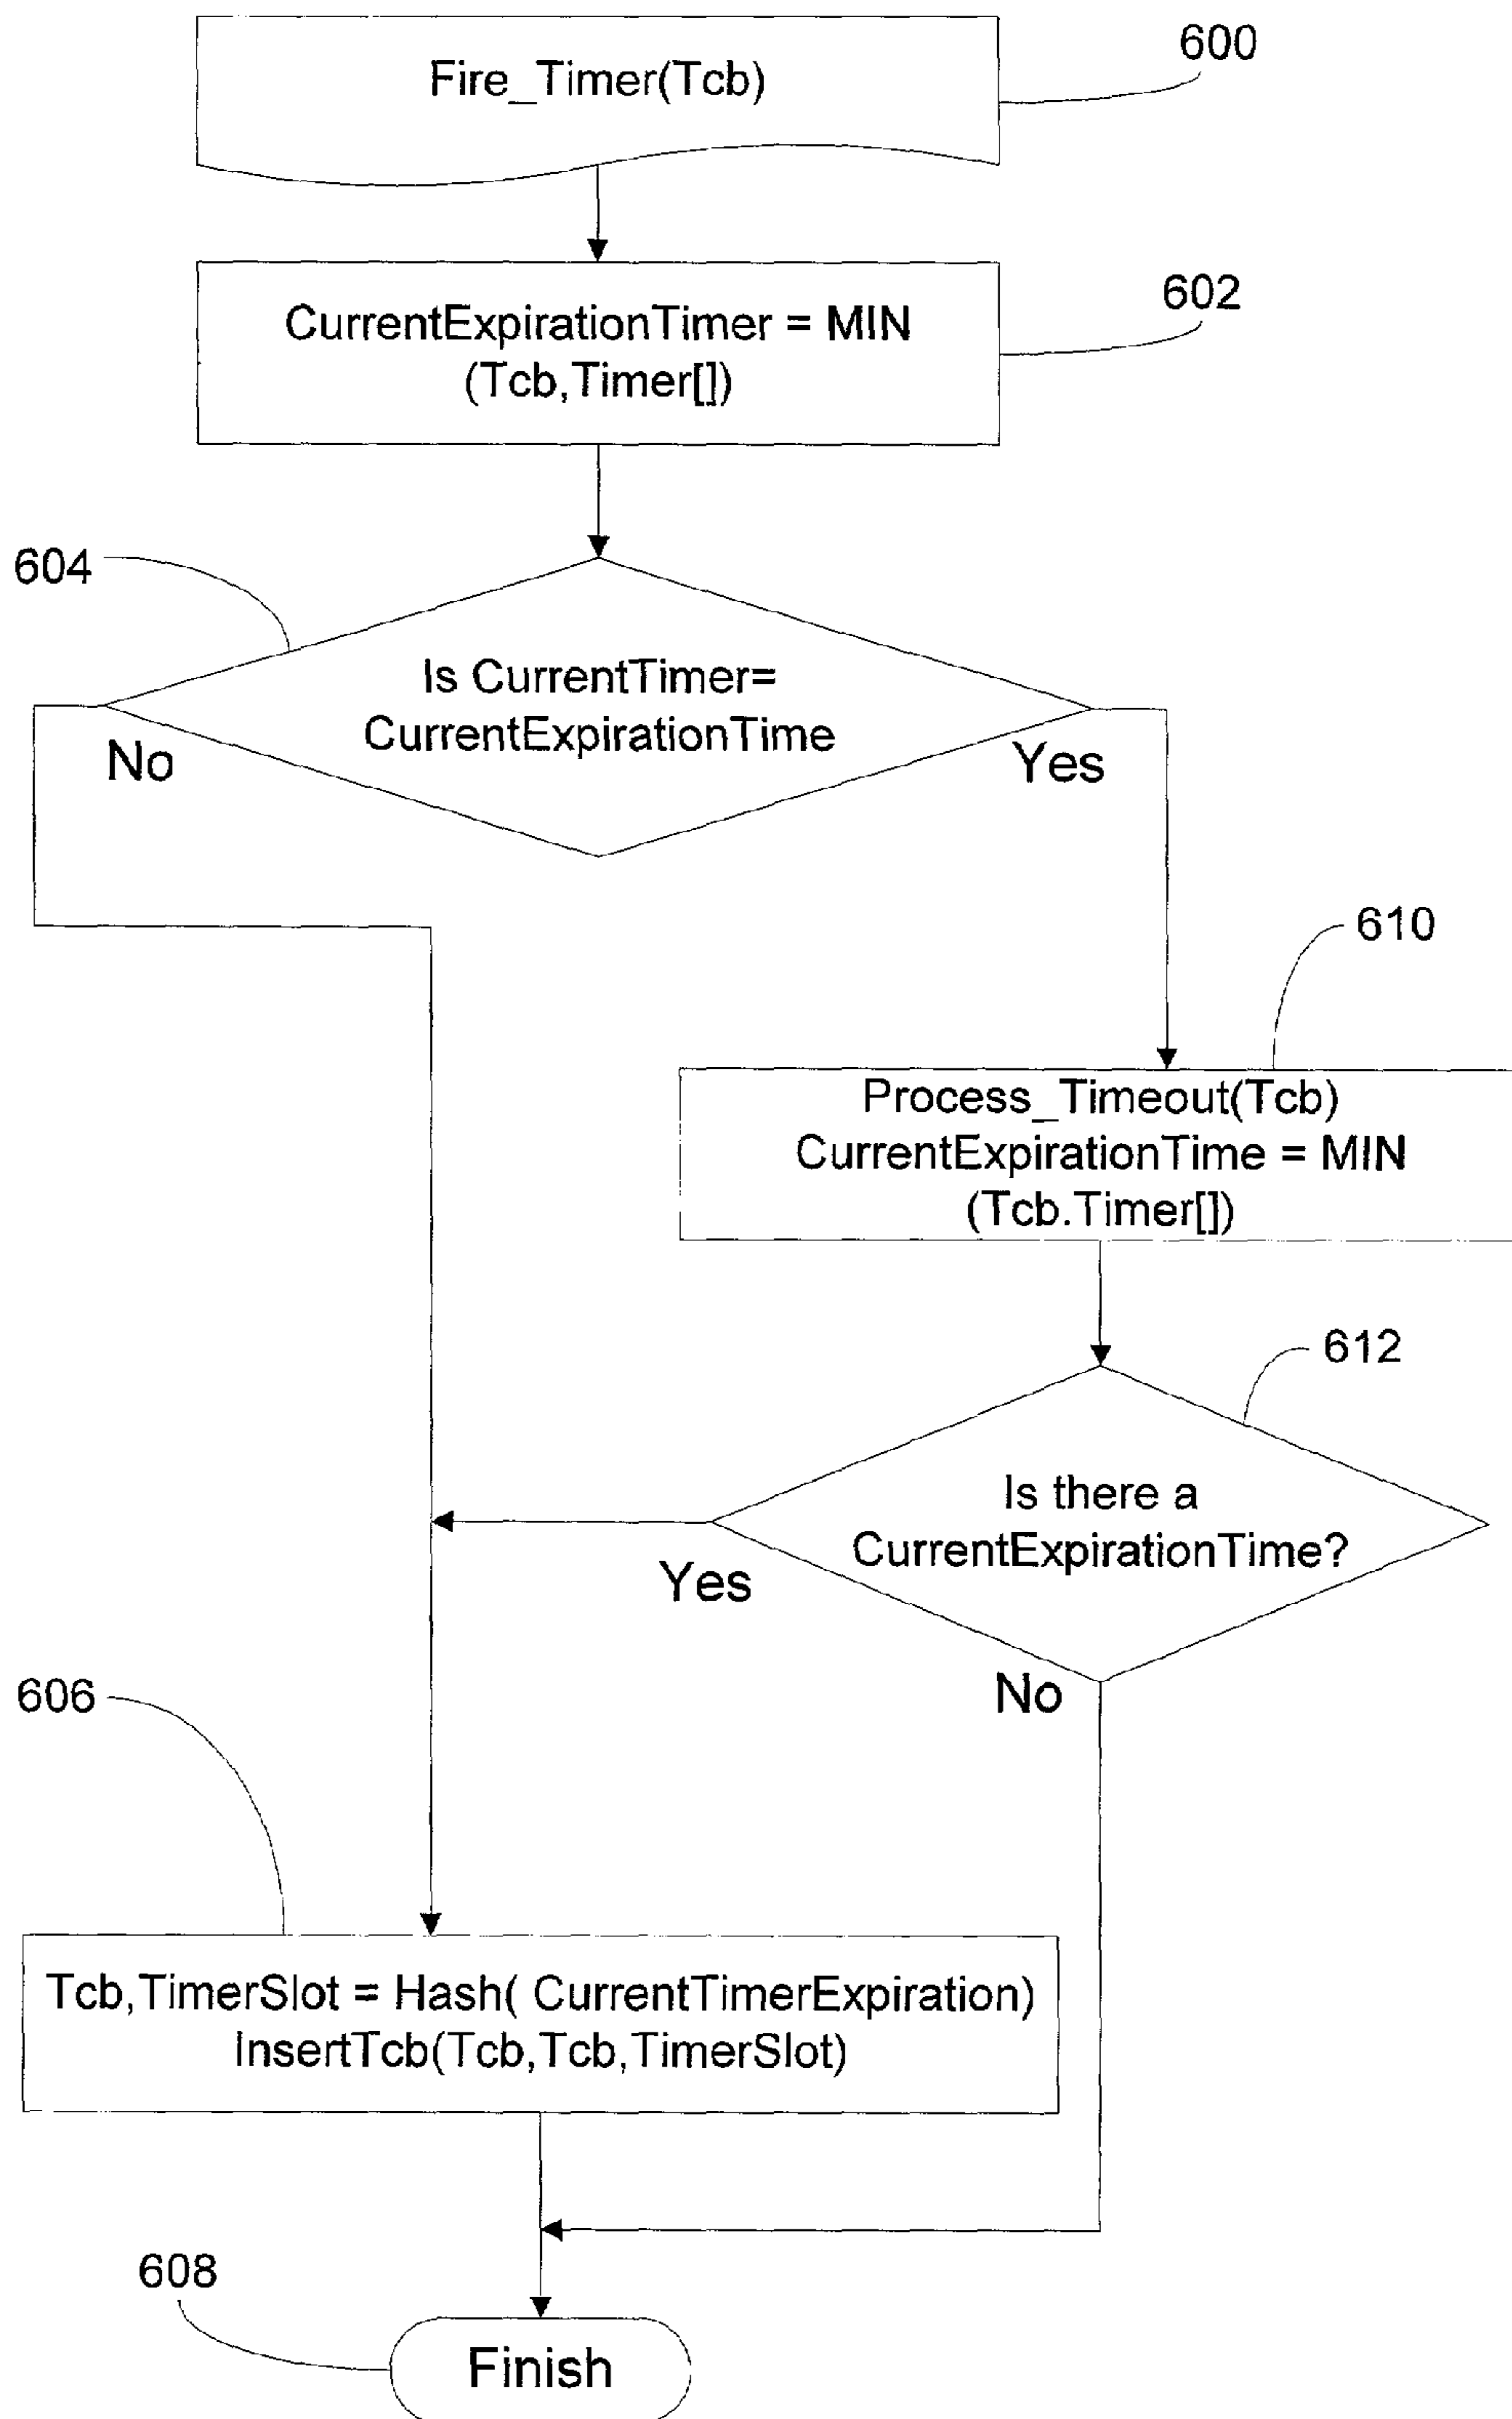 Fire_Timer(Tcb)
600
CurrentExpirationTimer = MIN
(Tcb,Timer[])
602
604
Is CurrentTimer=
CurrentExpirationTime
No
Yes
610
Process_Timeout(Tcb)
CurrentExpirationTime = MIN
(Tcb.Timer[])
612
Is there a
CurrentExpirationTime?
Yes
No
606
Tcb,TimerSlot = Hash( CurrentTimerExpiration)
InsertTcb(Tcb,Tcb,TimerSlot)
608
Finish